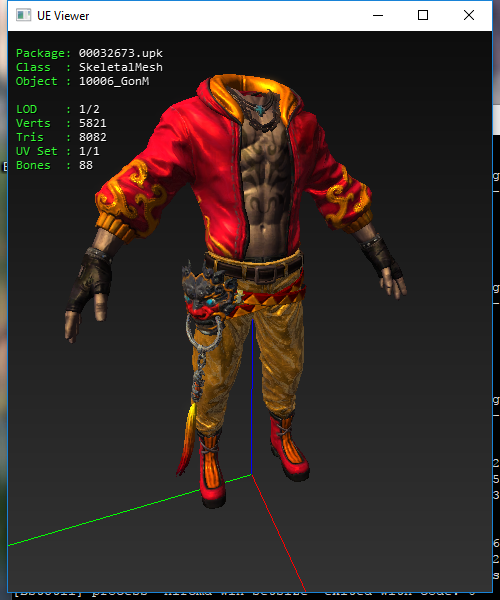 UE Viewer
Package: 00032673.upk
Class : SkeletalMesh
Object : 10006_GonM
LOD : 1/2
Verts : 5821
Tris : 8082
UV Set : 1/1
Bones : 88